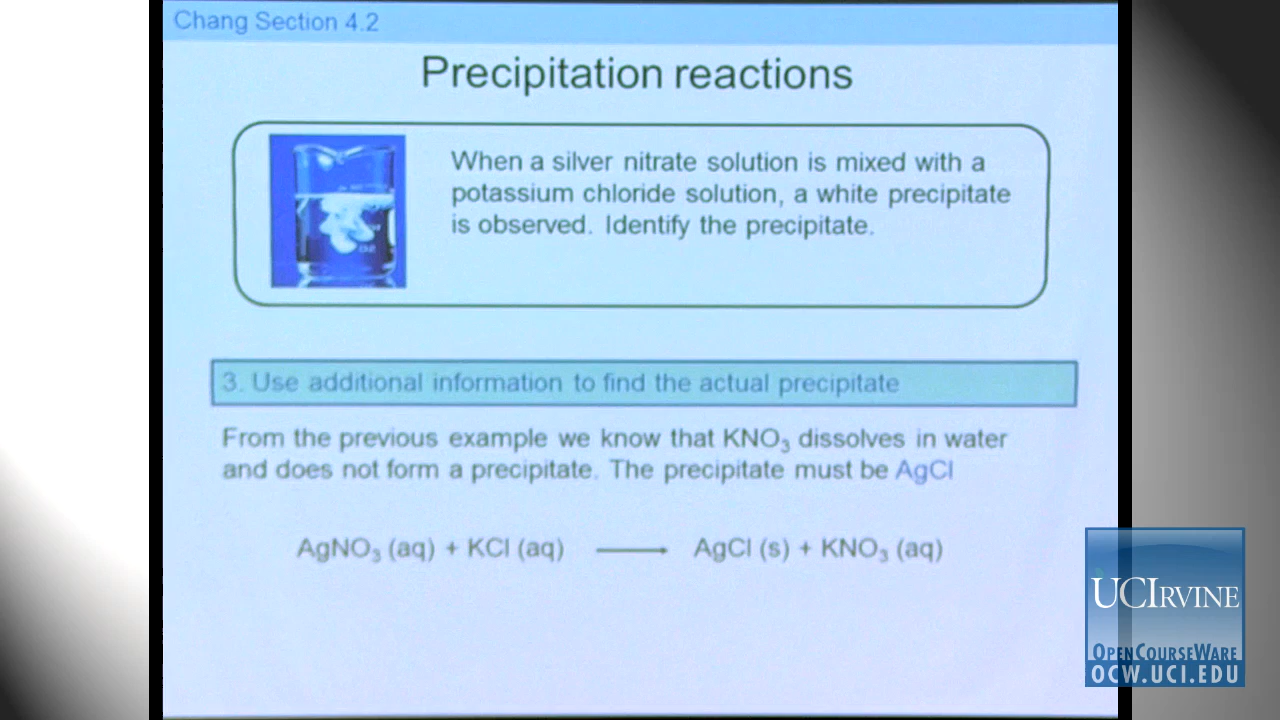 Chang Section 4.2
Precipitation reactions
When a silver nitrate solution is mixed with a
potassium chloride solution, a white precipitate
is observed. Identify the precipitate.
3. Use additional information to find the actual precipitate
From the previous example we know that KNO₃ dissolves in water
and does not form a precipitate. The precipitate must be AgCl
AgNO₃ (aq) + KCl (aq) ⟶ AgCl (s) + KNO₃ (aq)
UCIRVINE
OPENCOURSEWARE
OCW.UCI.EDU